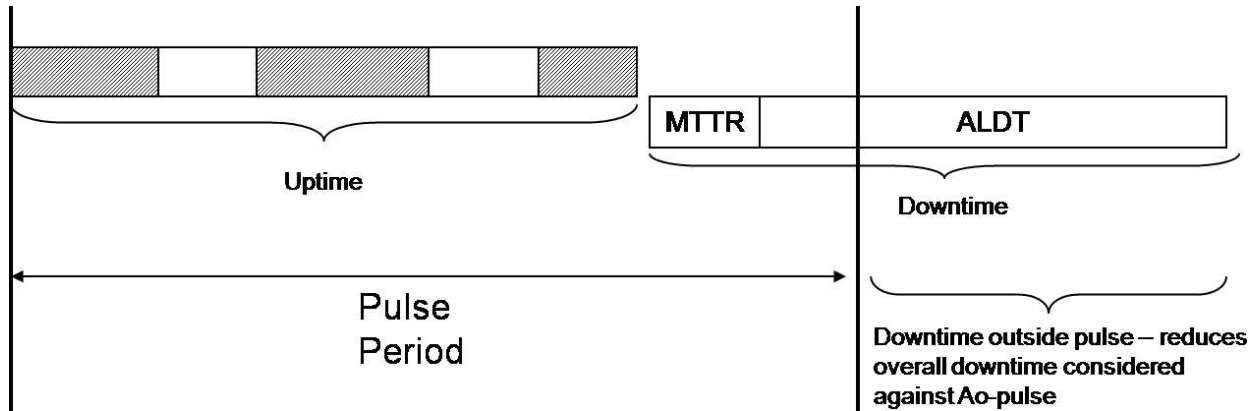 MTTR
ALDT
Uptime
Downtime
Pulse
Period
Downtime outside pulse – reduces
overall downtime considered
against Ao-pulse